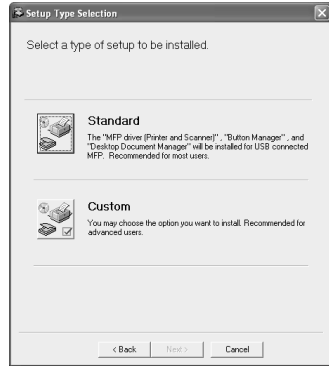 Setup Type Selection
Select a type of setup to be installed.
Standard
The "MFP driver (Printer and Scanner)" , "Button Manager" , and
"Desktop Document Manager" will be installed for USB connected
MFP. Recommended for most users.
Custom
You may choose the option you want to install. Recommended for
advanced users.
< Back
Next >
Cancel